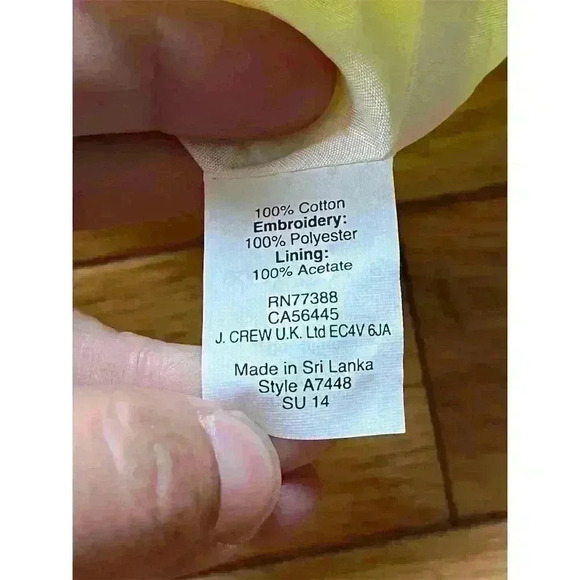 100% Cotton
Embroidery:
100% Polyester
Lining:
100% Acetate
RN77388
CA56445
J. CREW U.K. Ltd EC4V 6JA
Made in Sri Lanka
Style A7448
SU 14